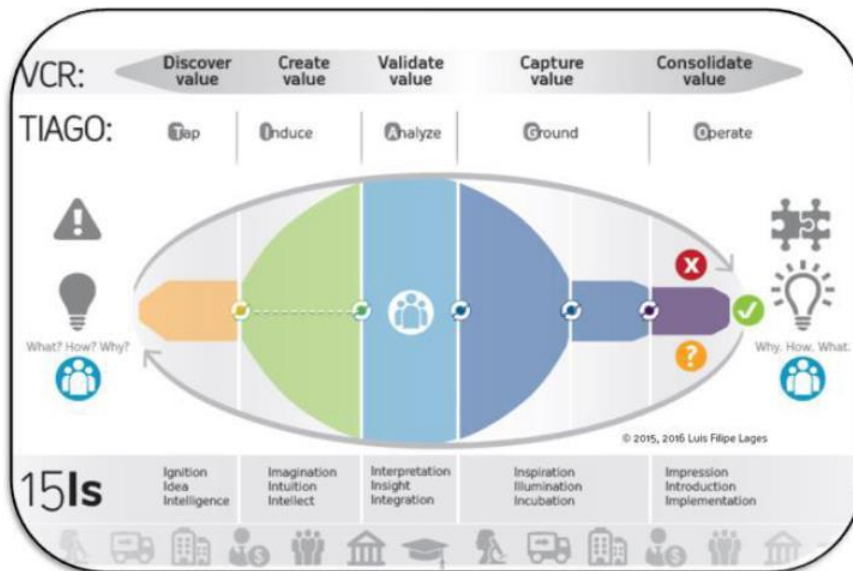 VCR:
Discover value
Create value
Validate value
Capture value
Consolidate value
TIAGO:
Tap
Induce
Analyze
Ground
Operate
What? How? Why?
X
?
Why. How. What.
© 2015, 2016 Luis Filipe Lages
15Is
Ignition
Idea
Intelligence
Imagination
Intuition
Intellect
Interpretation
Insight
Integration
Inspiration
Illumination
Incubation
Impression
Introduction
Implementation
$
$